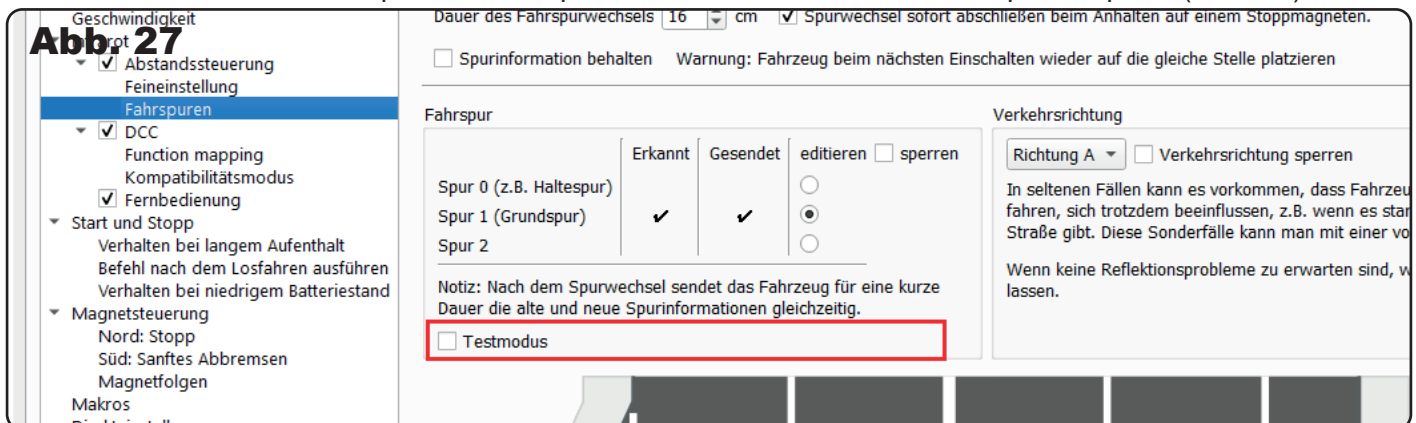 Geschwindigkeit
Abb. 27
Abstandssteuerung
Feineinstellung
Fahrspuren
DCC
Function mapping
Kompatibilitätsmodus
Fernbedienung
Start und Stopp
Verhalten bei langem Aufenthalt
Befehl nach dem Losfahren ausführen
Verhalten bei niedrigem Batteriestand
Magnetsteuerung
Nord: Stopp
Süd: Sanftes Abbremsen
Magnetfolgen
Makros
Dauer des Fahrspurwechsels 16 cm Spurwechsel sofort abschließen beim Anhalten auf einem Stoppmagneten.
Spurinformation behalten Warnung: Fahrzeug beim nächsten Einschalten wieder auf die gleiche Stelle platzieren
Fahrspur
Erkannt Gesendet editieren sperren
Spur 0 (z.B. Haltespur)
Spur 1 (Grundspur)
Spur 2
Notiz: Nach dem Spurwechsel sendet das Fahrzeug für eine kurze
Dauer die alte und neue Spurinformationen gleichzeitig.
Testmodus
Verkehrsrichtung
Richtung A Verkehrsrichtung sperren
In seltenen Fällen kann es vorkommen, dass Fahrzeu
fahren, sich trotzdem beeinflussen, z.B. wenn es star
Straße gibt. Diese Sonderfälle kann man mit einer vo
Wenn keine Reflektionsprobleme zu erwarten sind, w
lassen.